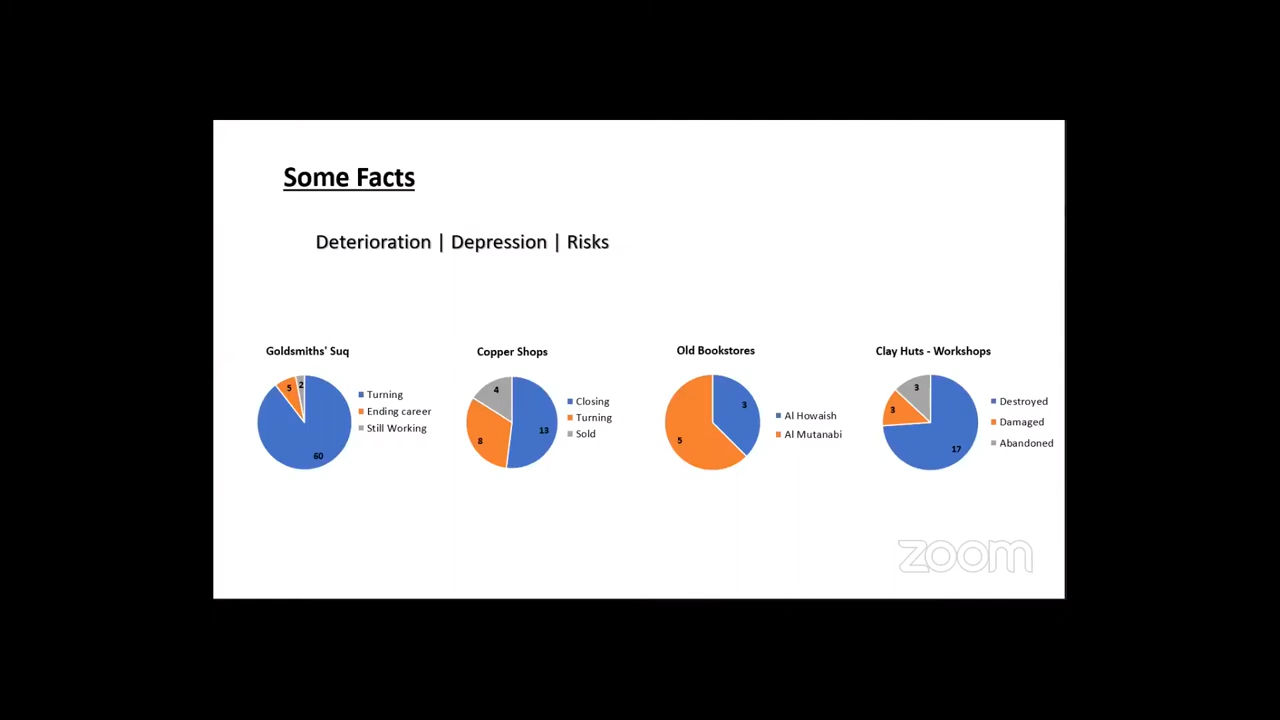 Some Facts
Deterioration | Depression | Risks
Goldsmiths' Suq
5
2
60
Turning
Ending career
Still Working
Copper Shops
4
13
8
Closing
Turning
Sold
Old Bookstores
3
5
Al Howaish
Al Mutanabi
Clay Huts - Workshops
3
3
17
Destroyed
Damaged
Abandoned
zoom